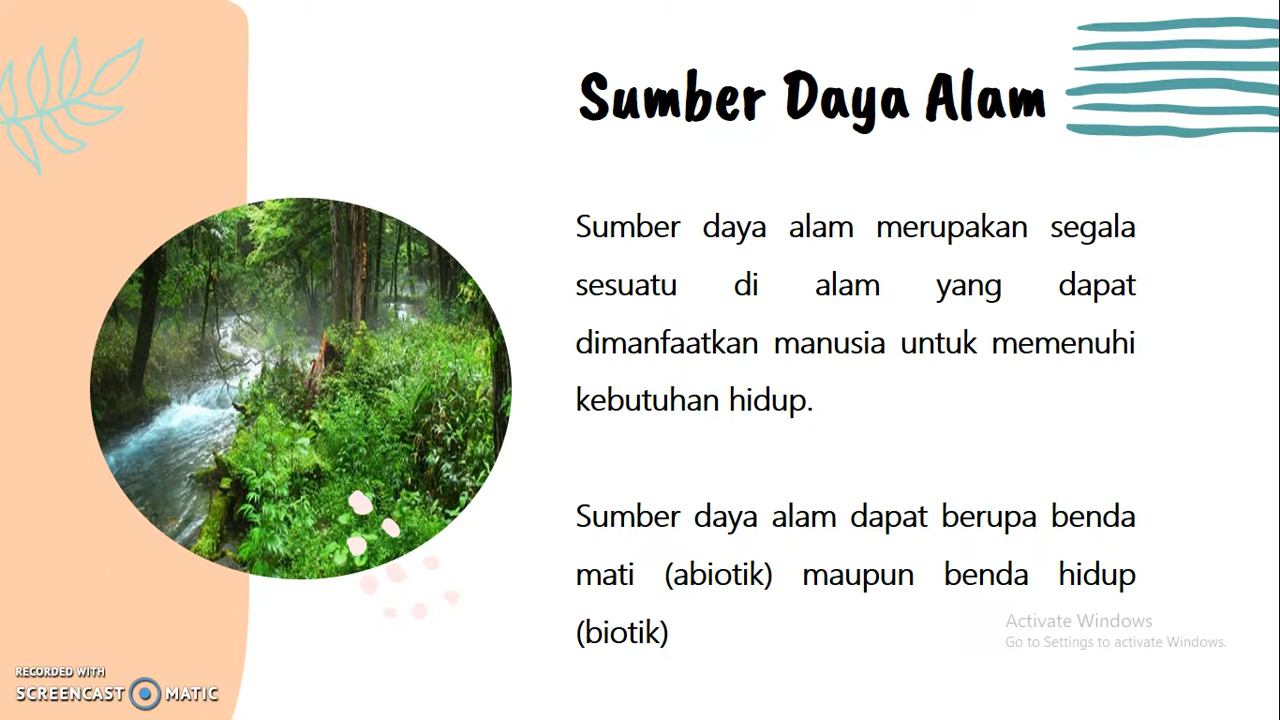 Sumber Daya Alam
Sumber daya alam merupakan segala
sesuatu di alam yang dapat
dimanfaatkan manusia untuk memenuhi
kebutuhan hidup.
Sumber daya alam dapat berupa benda
mati (abiotik) maupun benda hidup
(biotik)
Activate Windows
Go to Settings to activate Windows.
RECORDED WITH
SCREENCAST MATIC